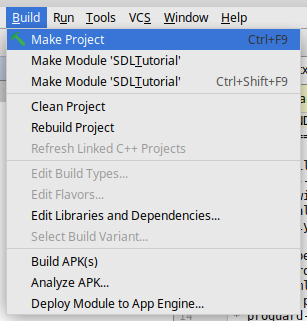 Build Run Tools VCS Window Help
Make Project Ctrl+F9
Make Module 'SDLTutorial'
Make Module 'SDLTutorial' Ctrl+Shift+F9
Clean Project
Rebuild Project
Refresh Linked C++ Projects
Edit Build Types...
Edit Flavors...
Edit Libraries and Dependencies...
Select Build Variant...
Build APK(s)
Analyze APK...
Deploy Module to App Engine...
14 * proguard-